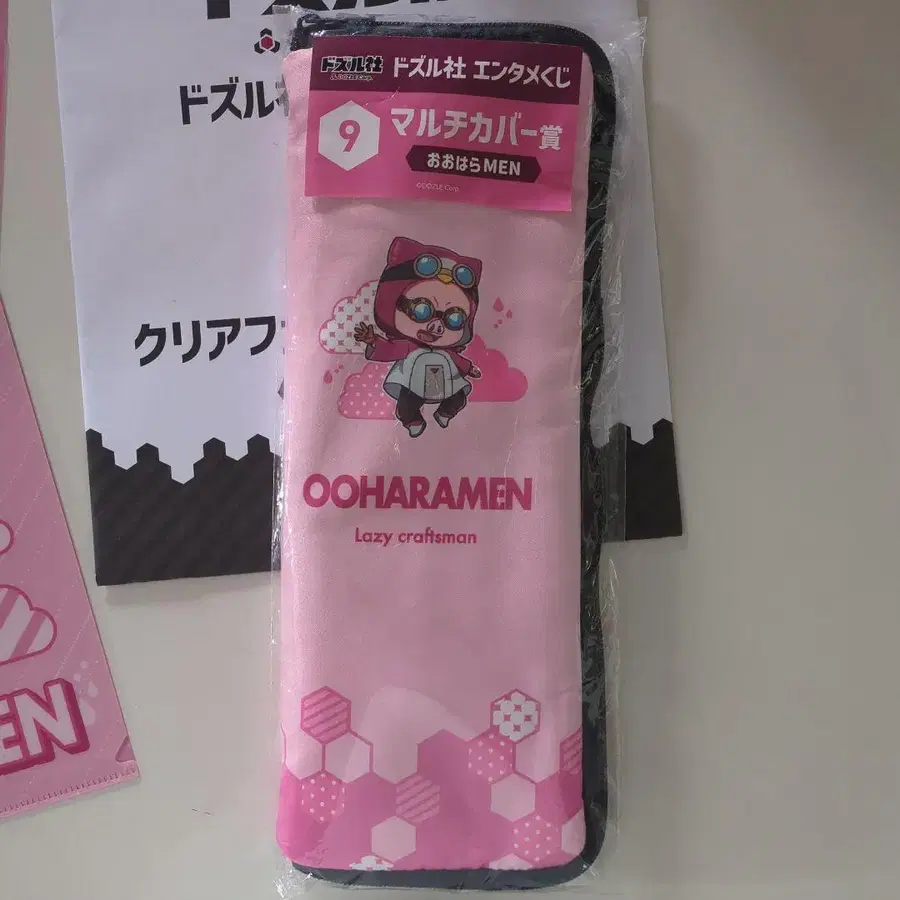 ドズル社
ドズル社 エンタメくじ
9
マルチカバー賞
おおはらMEN
©DOZLE Corp.
OOHARAMEN
Lazy craftsman
ドズル
クリアフ
EN